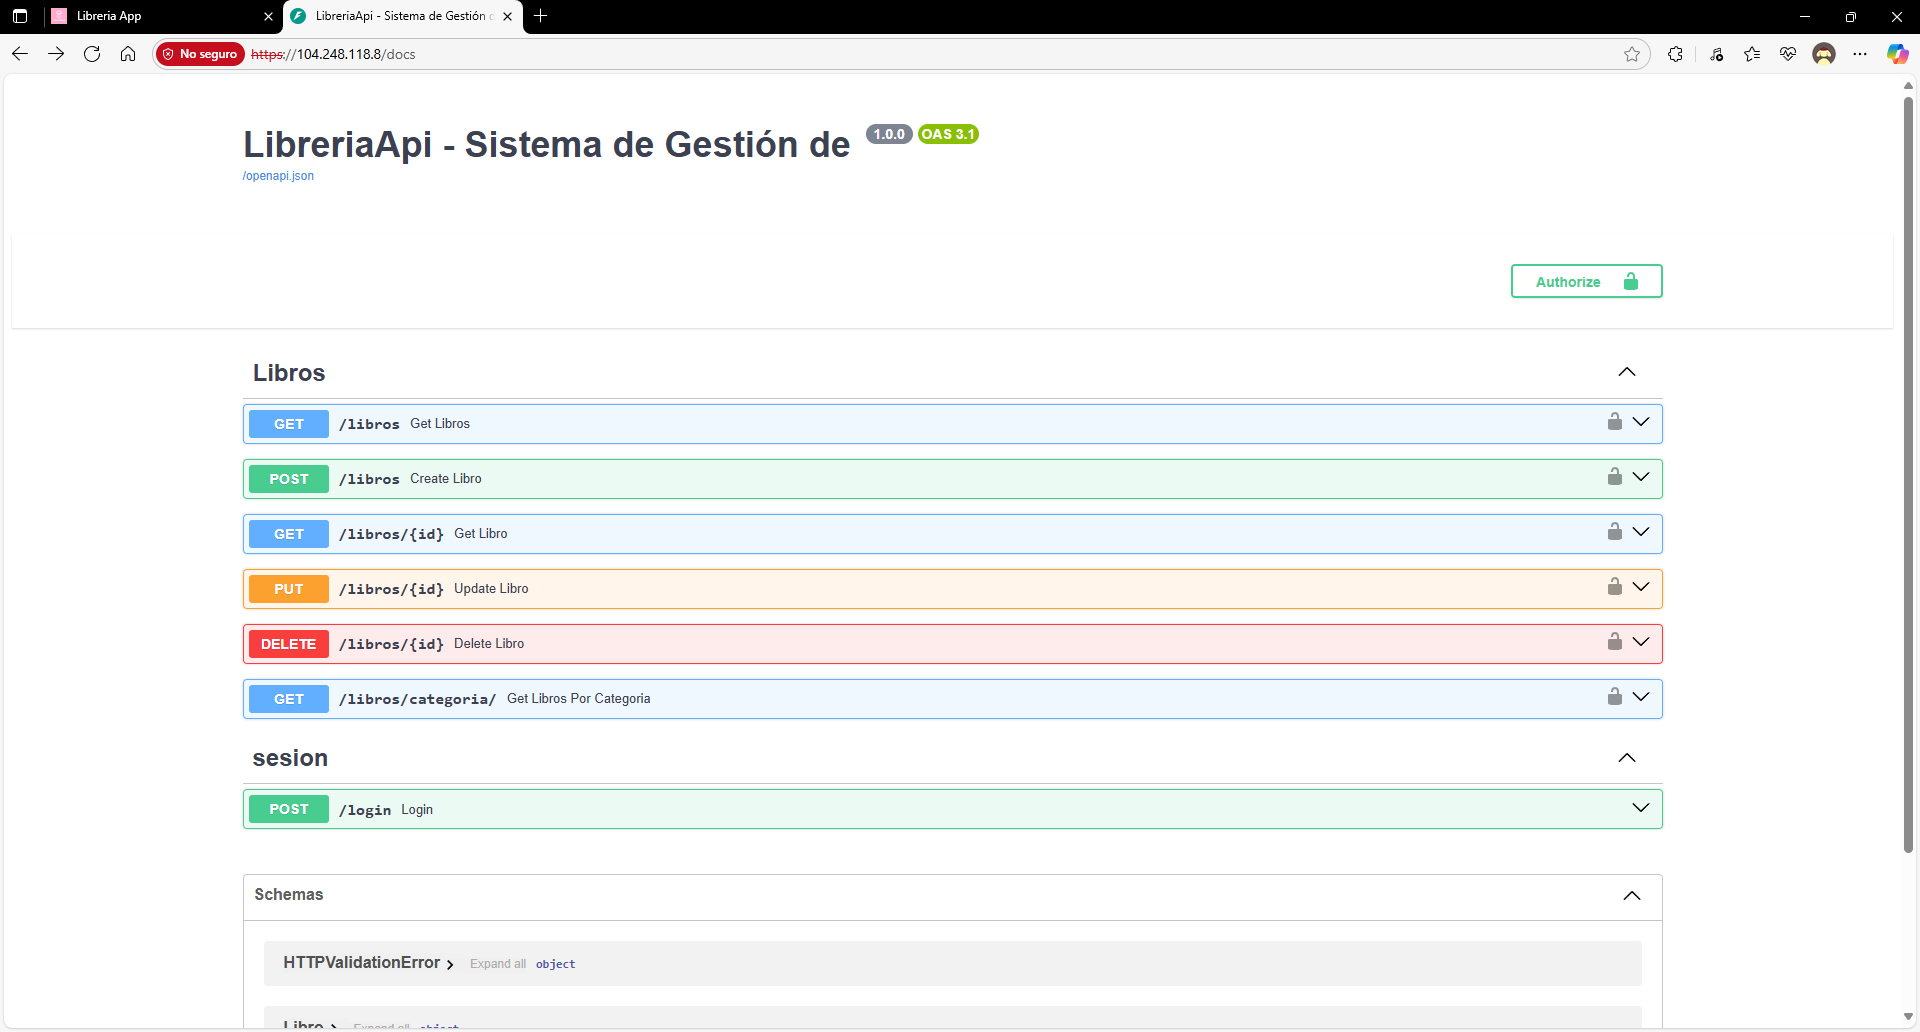 Libreria App
LibreriaApi - Sistema de Gestión
No seguro
https://104.248.118.8/docs
LibreriaApi - Sistema de Gestión de
1.0.0
OAS 3.1
/openapi.json
Authorize
Libros
GET /libros Get Libros
POST /libros Create Libro
GET /libros/{id} Get Libro
PUT /libros/{id} Update Libro
DELETE /libros/{id} Delete Libro
GET /libros/categoria/ Get Libros Por Categoria
sesion
POST /login Login
Schemas
HTTPValidationError Expand all object
Libro Expand all object